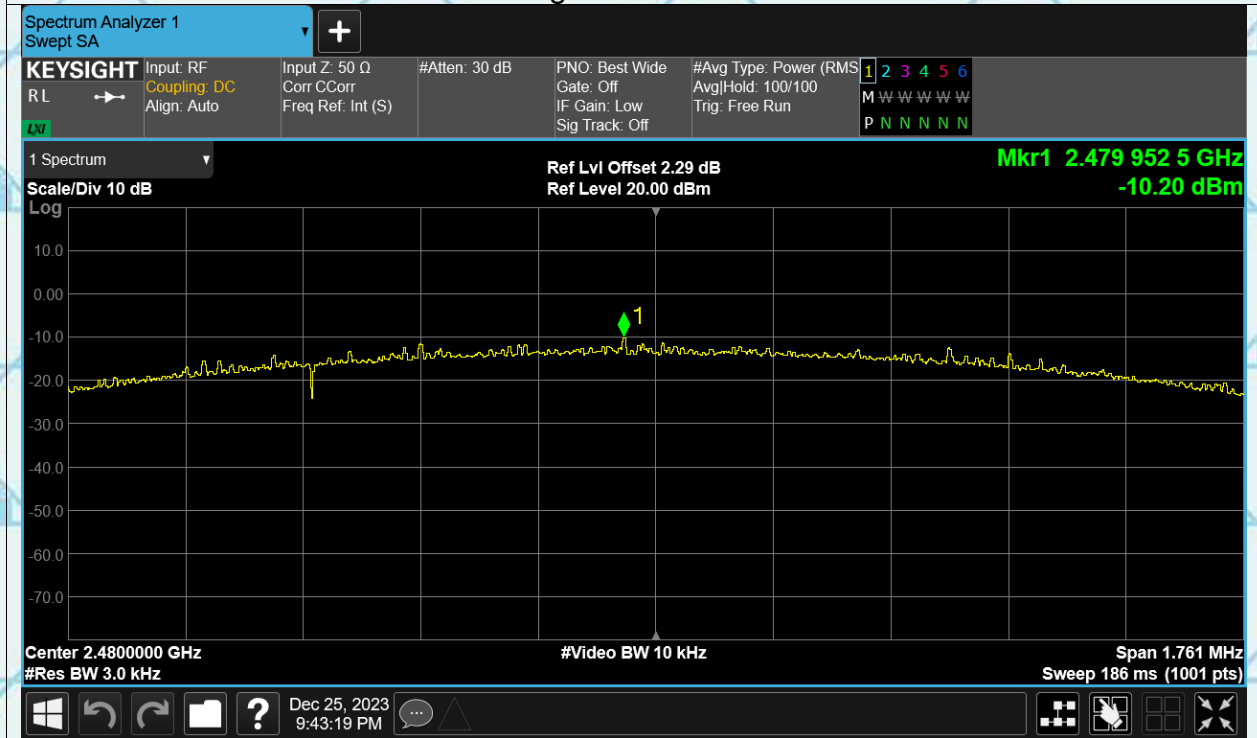 Spectrum Analyzer 1
Swept SA
KEYSIGHT
RL
LXI
Input: RF
Coupling: DC
Align: Auto
Input Z: 50 Ω
Corr CCorr
Freq Ref: Int (S)
#Atten: 30 dB
PNO: Best Wide
Gate: Off
IF Gain: Low
Sig Track: Off
#Avg Type: Power (RMS
Avg|Hold: 100/100
Trig: Free Run
1 2 3 4 5 6
M W W W W W
P N N N N N
1 Spectrum
Scale/Div 10 dB
Ref Lvl Offset 2.29 dB
Ref Level 20.00 dBm
Mkr1 2.479 952 5 GHz
-10.20 dBm
Log
10.0
0.00
-10.0
-20.0
-30.0
-40.0
-50.0
-60.0
-70.0
1
Center 2.4800000 GHz
#Res BW 3.0 kHz
#Video BW 10 kHz
Span 1.761 MHz
Sweep 186 ms (1001 pts)
?
Dec 25, 2023
9:43:19 PM